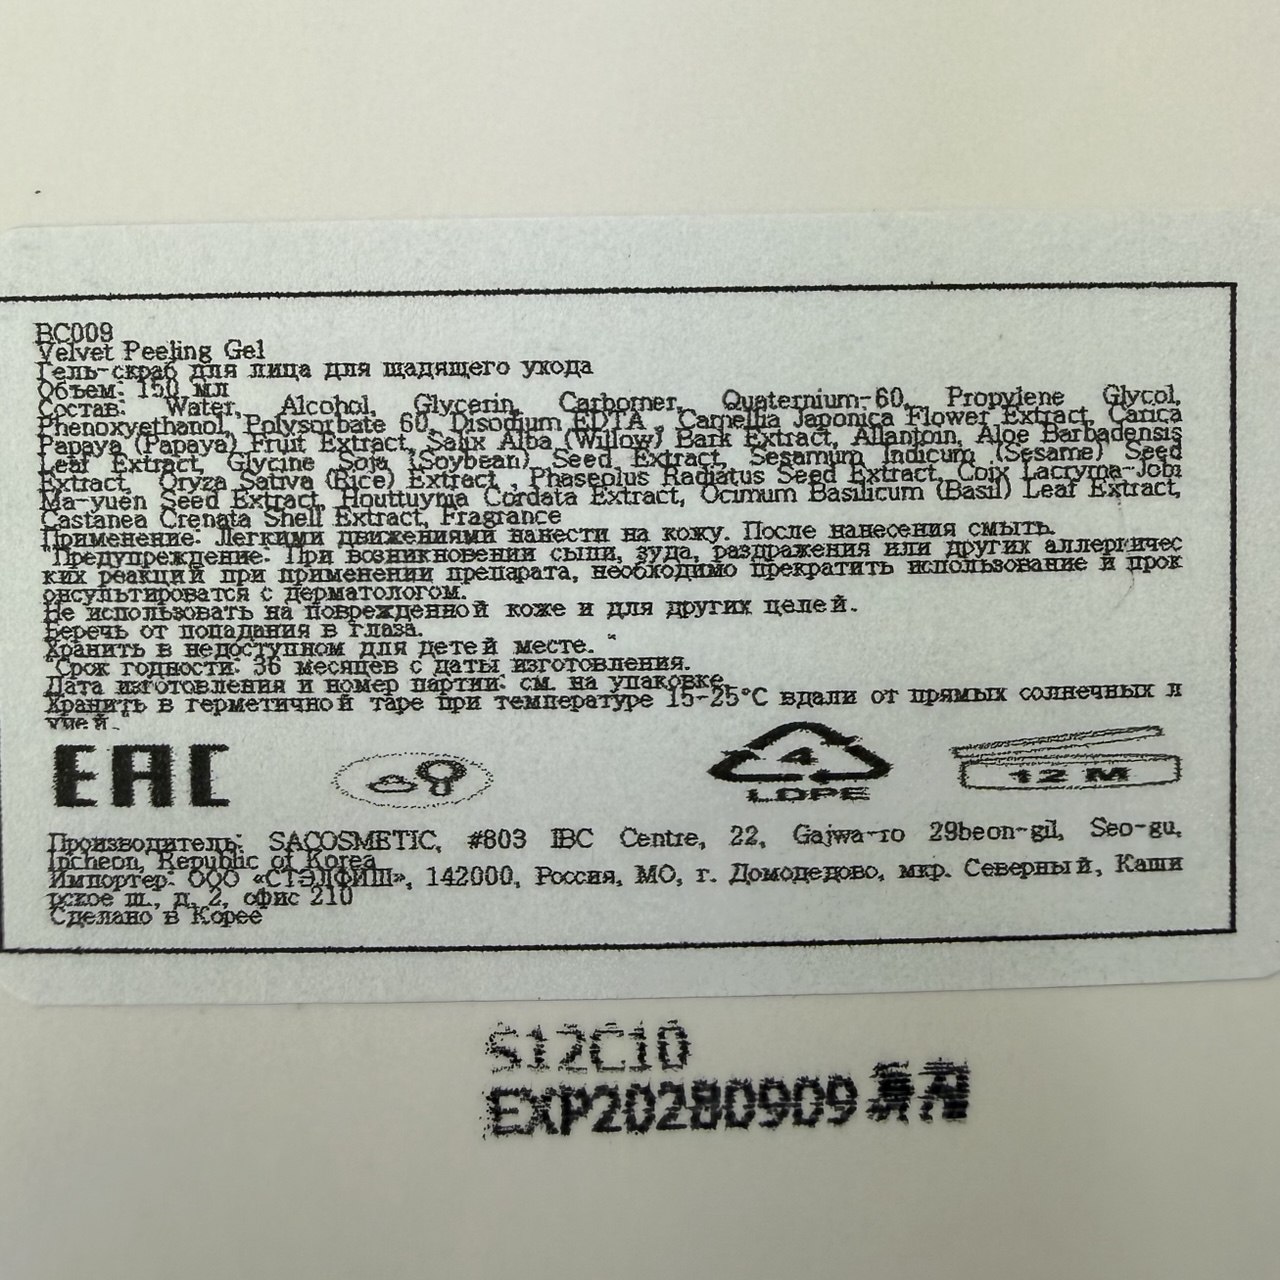 BC009
Velvet Peeling Gel
Гель-скраб для лица для щадящего ухода
Объем: 150 мл
Состав: Water, Alcohol, Glycerin, Carbomer, Quaternium-60, Propylene Glycol,
Phenoxyethanol, Polysorbate 60, Disodium EDTA , Camellia Japonica Flower Extract, Carica
Papaya (Papaya) Fruit Extract, Salix Alba (Willow) Bark Extract, Allantoin, Aloe Barbadensis
Leaf Extract, Glycine Soja (Soybean) Seed Extract, Sesamum Indicum (Sesame) Seed
Extract, Oryza Sativa (Rice) Extract , Phaseolus Radiatus Seed Extract, Coix Lacryma-Jobi
Ma-yuen Seed Extract, Houttuynia Cordata Extract, Ocimum Basilicum (Basil) Leaf Extract,
Castanea Crenata Shell Extract, Fragrance
Применение: Легкими движениями нанести на кожу. После нанесения смыть.
"Предупреждение: При возникновении сыпи, зуда, раздражения или других аллергичес
ких реакций при применении препарата, необходимо прекратить использование и прок
онсультироватся с дерматологом.
Не использовать на поврежденной коже и для других целей.
Беречь от попадания в глаза.
Хранить в недоступном для детей месте. "
"Срок годности: 36 месяцев с даты изготовления.
Дата изготовления и номер партии: см. на упаковке.
Хранить в герметичной таре при температуре 15-25°C вдали от прямых солнечных л
учей."
EAC
4
LDPE
12 M
Производитель: SACOSMETIC, #803 IBC Centre, 22, Gajwa-ro 29beon-gil, Seo-gu,
Incheon, Republic of Korea
Импортер: ООО «СТЭЛФИШ», 142000, Россия, МО, г. Домодедово, мкр. Северный, Каши
рское ш., д. 2, офис 210
Сделано в Корее
S12C10
EXP20280909